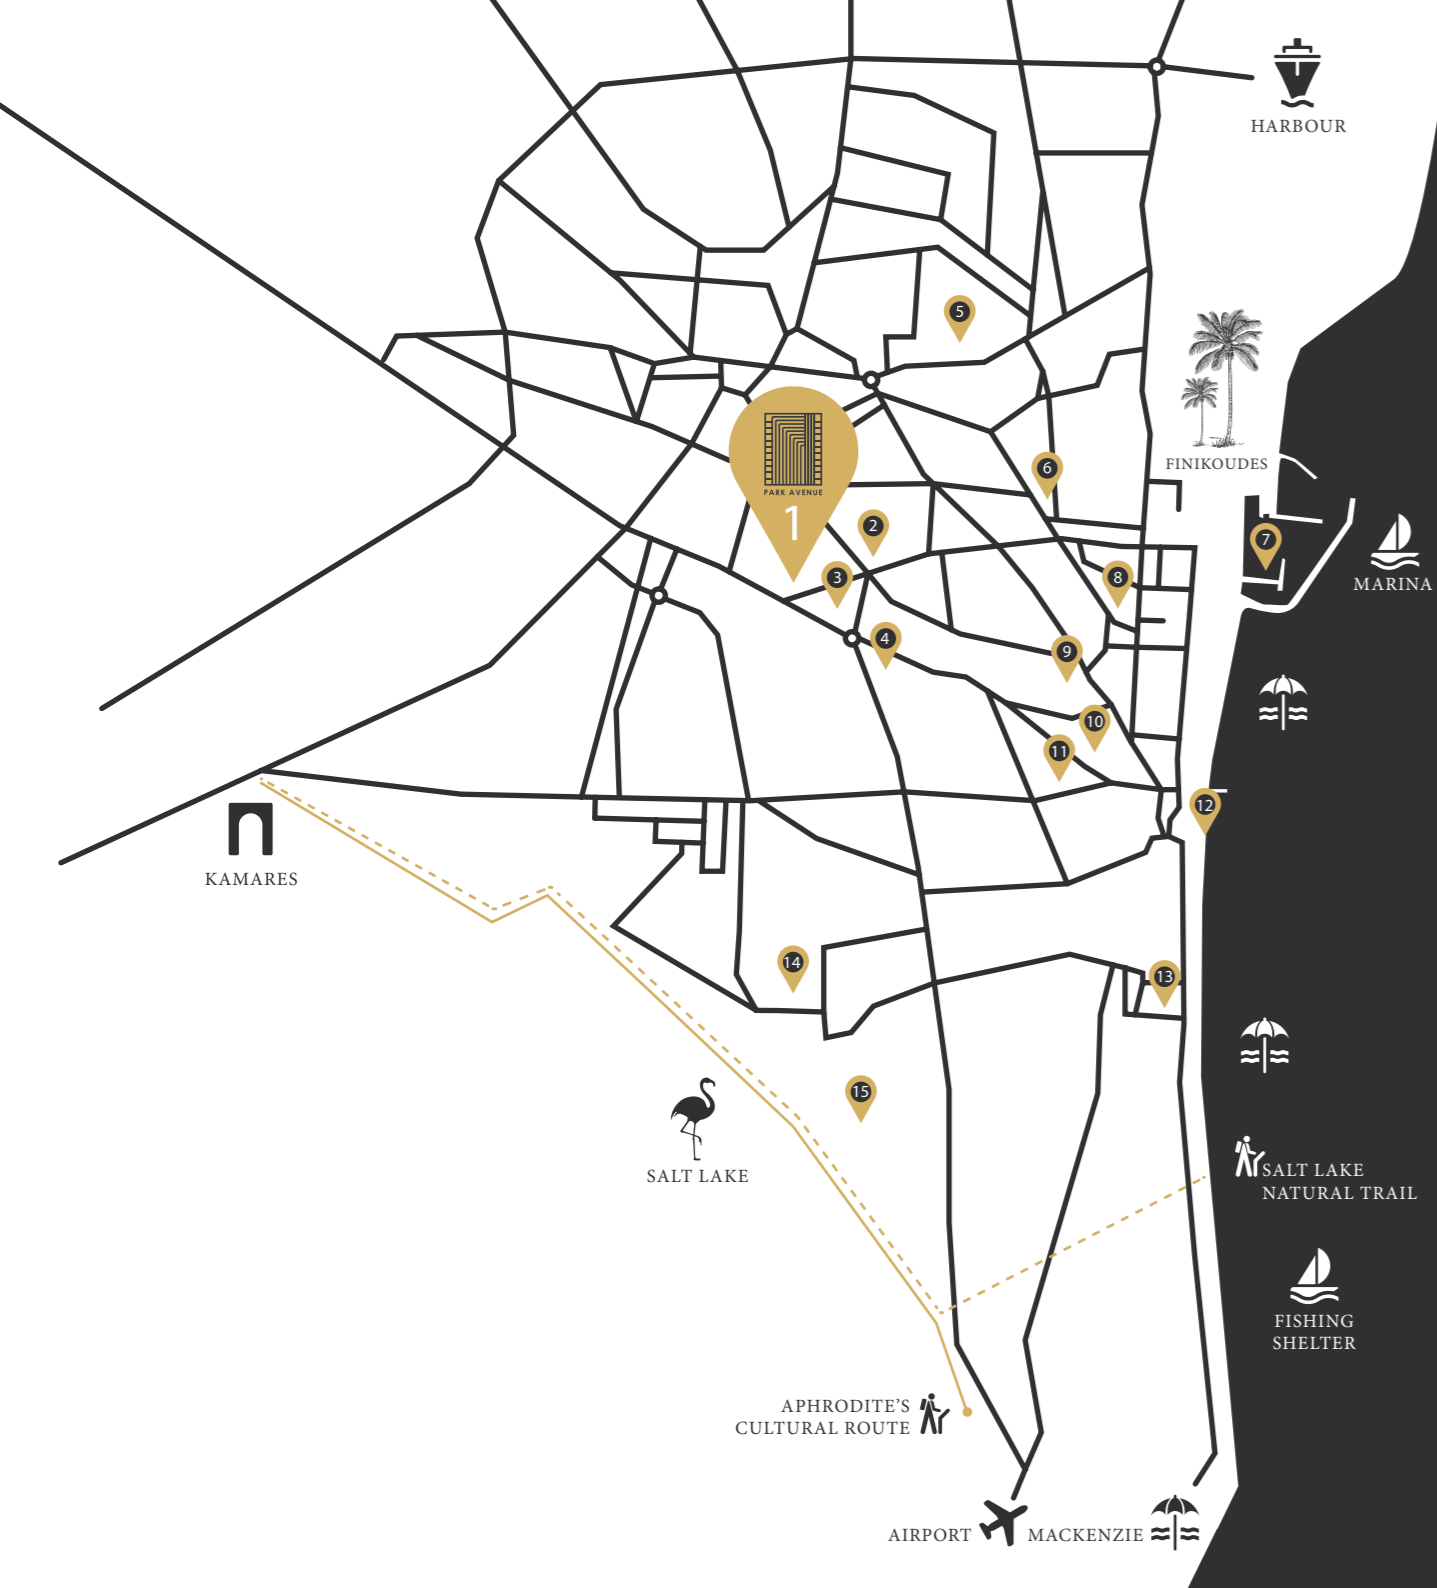 HARBOUR
5
FINIKOUDES
6
PARK AVENUE
1
2
7
MARINA
3
8
4
9
10
11
12
KAMARES
14
13
15
SALT LAKE
SALT LAKE
NATURAL TRAIL
FISHING
SHELTER
APHRODITE’S
CULTURAL ROUTE
AIRPORT
MACKENZIE